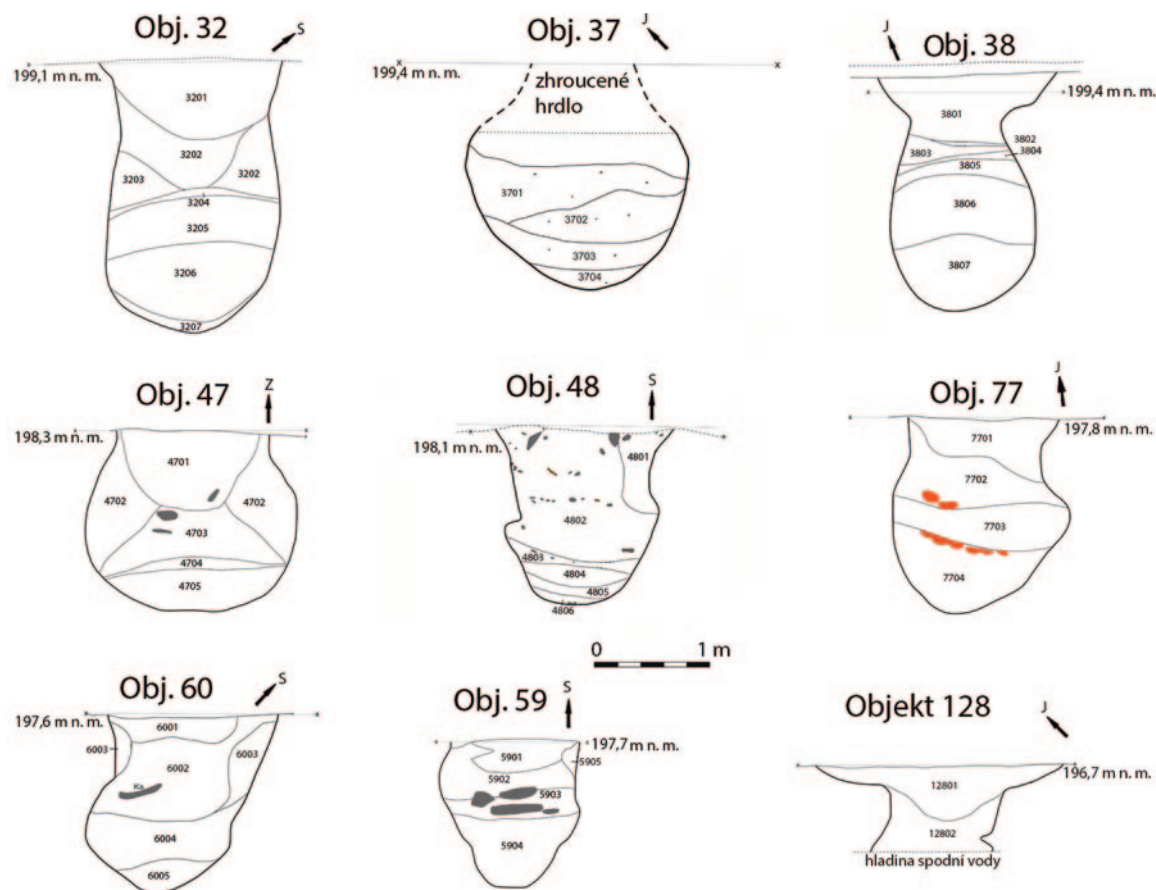 Obj. 32
S
199,1 m n. m.
3201
3202
3203
3202
3204
3205
3206
3207
Obj. 37
J
199,4 m n. m.
zhroucené
hrdlo
3701
3702
3703
3704
J
Obj. 38
199,4 m n. m.
3801
3802
3803
3804
3805
3806
3807
Obj. 47
Z
198,3 m n. m.
4701
4702
4702
4703
4704
4705
Obj. 48
S
198,1 m n. m.
4801
4802
4803
4804
4805
4806
Obj. 77
J
197,8 m n. m.
7701
7702
7703
7704
0 1 m
Obj. 60
S
197,6 m n. m.
6001
6003
6003
6002
Ka
6004
6005
Obj. 59
S
197,7 m n. m.
5901
5905
5902
5903
5904
Objekt 128
J
196,7 m n. m.
12801
12802
hladina spodní vody